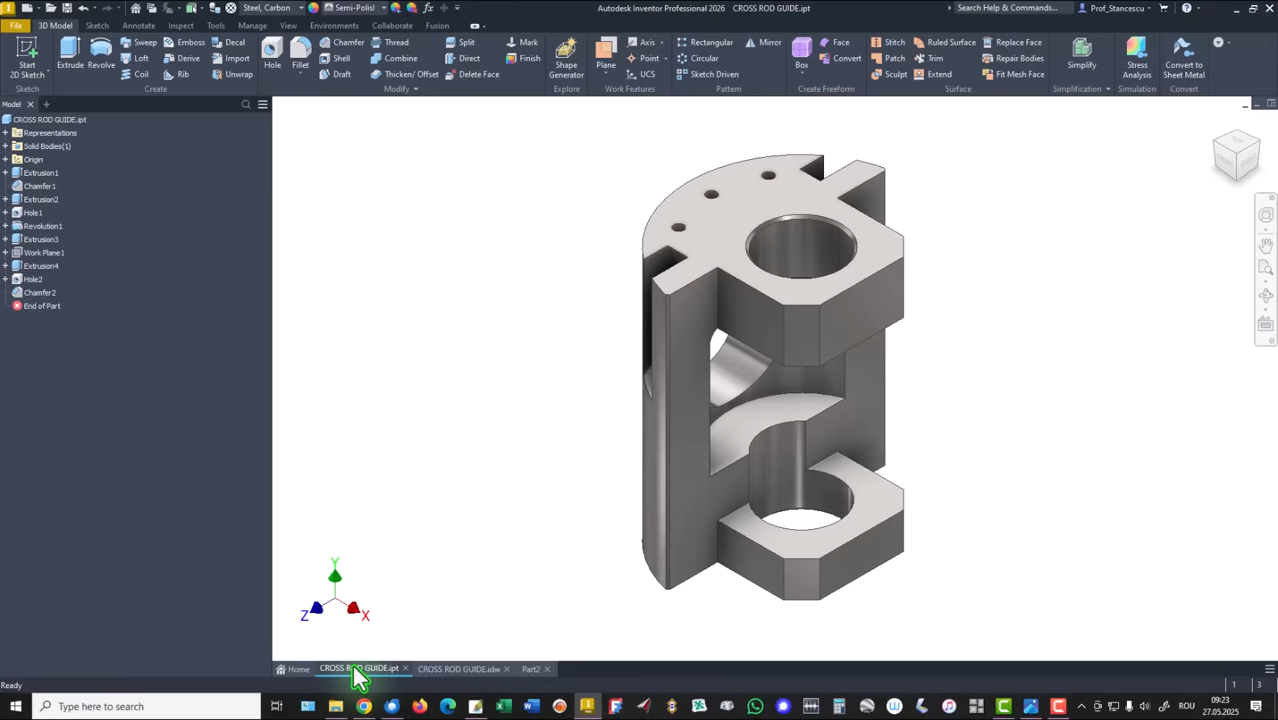 Steel, Carbon
Semi-Polisl
Autodesk Inventor Professional 2026 CROSS ROD GUIDE.ipt
Search Help & Commands...
Prof_Stancescu
File 3D Model Sketch Annotate Inspect Tools Manage View Environments Collaborate Fusion
Start
2D Sketch
Sketch
Extrude
Revolve
Sweep Emboss Decal
Loft Derive Import
Coil Rib Unwrap
Create
Hole
Fillet
Chamfer Thread Split Mark
Shell Combine Direct Finish
Draft Thicken/ Offset Delete Face
Modify
Shape
Generator
Explore
Plane
Axis
Point
UCS
Work Features
Rectangular Mirror
Circular
Sketch Driven
Pattern
Box
Face
Convert
Create Freeform
Stitch Ruled Surface Replace Face
Patch Trim Repair Bodies
Sculpt Extend Fit Mesh Face
Surface
Simplify
Simplification
Stress
Analysis
Simulation
Convert to
Sheet Metal
Convert
Model
CROSS ROD GUIDE.ipt
Representations
Solid Bodies(1)
Origin
Extrusion1
Chamfer1
Extrusion2
Hole1
Revolution1
Extrusion3
Work Plane1
Extrusion4
Hole2
Chamfer2
End of Part
Y
Z
X
Home CROSS ROD GUIDE.ipt CROSS ROD GUIDE.idw Part2
Ready
1 3
Type here to search
ROU
09:23
27.05.2025